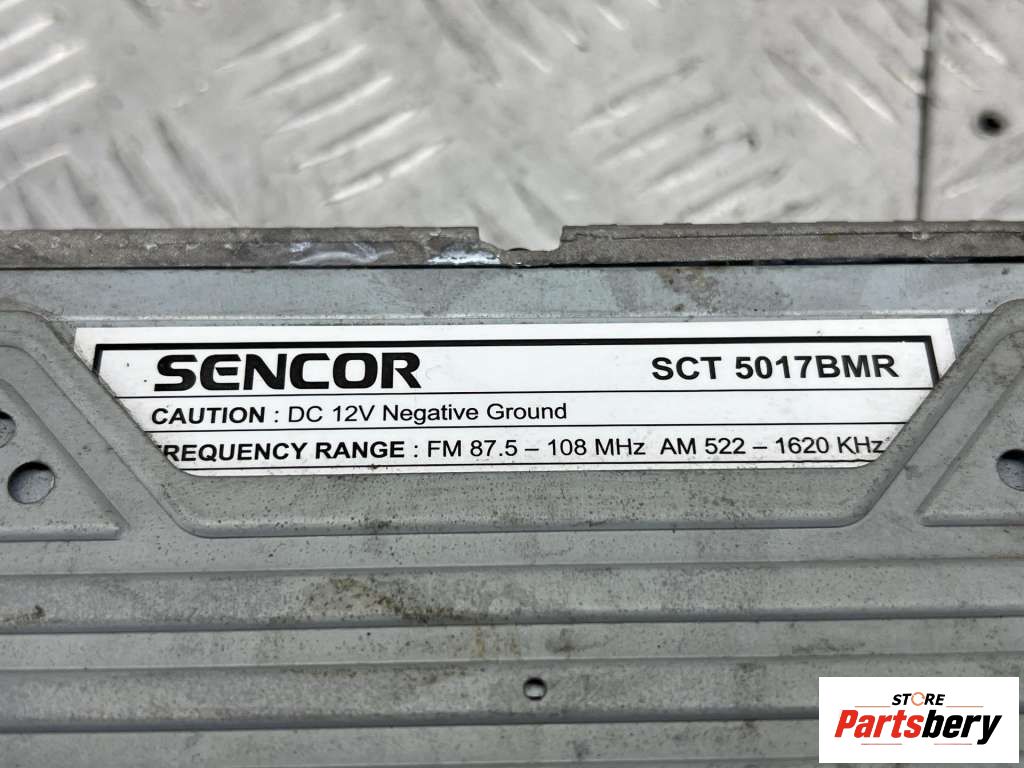 SENCOR SCT 5017BMR
CAUTION : DC 12V Negative Ground
FREQUENCY RANGE : FM 87.5 – 108 MHz AM 522 – 1620 KHz
STORE
Partsbery